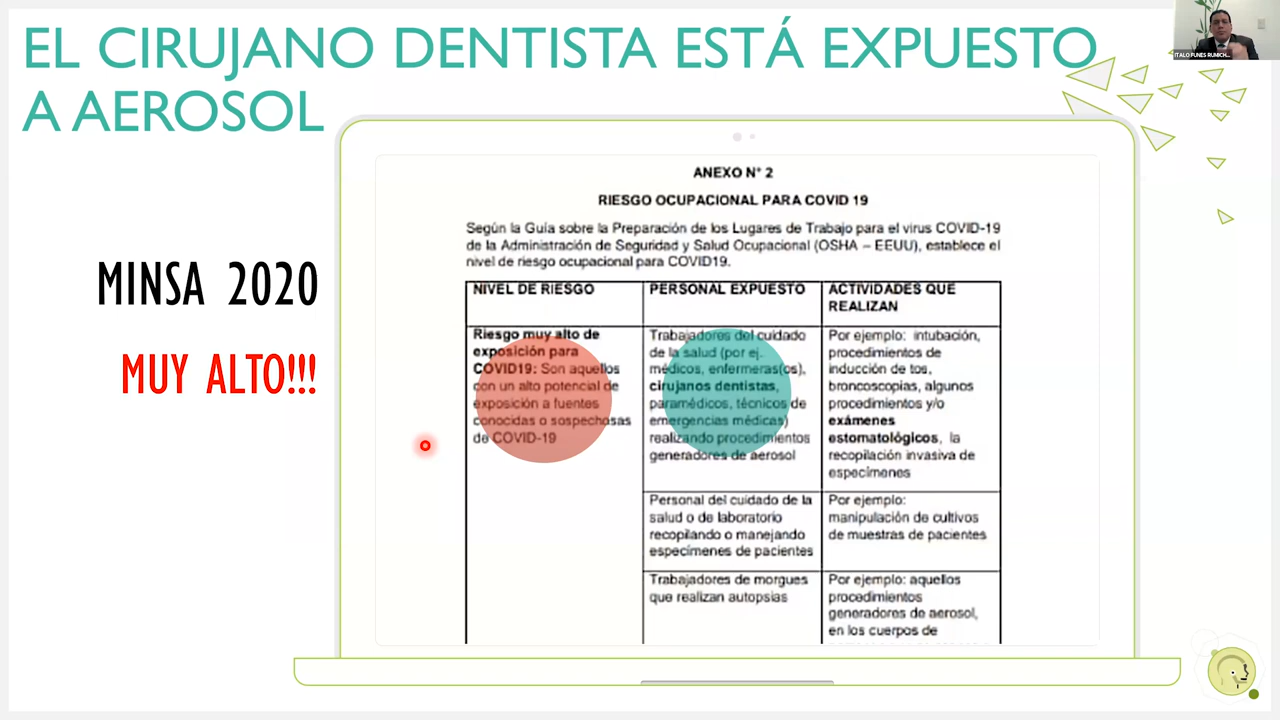 EL CIRUJANO DENTISTA ESTÁ EXPUESTO
A AEROSOL
ITALO FUNES RUMICH...
MINSA 2020
MUY ALTO!!!
ANEXO N° 2
RIESGO OCUPACIONAL PARA COVID 19
Según la Guía sobre la Preparación de los Lugares de Trabajo para el virus COVID-19
de la Administración de Seguridad y Salud Ocupacional (OSHA – EEUU), establece el
nivel de riesgo ocupacional para COVID19.
NIVEL DE RIESGO
PERSONAL EXPUESTO
ACTIVIDADES QUE
REALIZAN
Riesgo muy alto de
exposición para
COVID19: Son aquellos
con un alto potencial de
exposición a fuentes
conocidas o sospechosas
de COVID-19
Trabajadores del cuidado
de la salud (por ej.
médicos, enfermeras(os),
cirujanos dentistas,
paramédicos, técnicos de
emergencias médicas)
realizando procedimientos
generadores de aerosol
Por ejemplo: intubación,
procedimientos de
inducción de tos,
broncoscopias, algunos
procedimientos y/o
exámenes
estomatológicos, la
recopilación invasiva de
especímenes
Personal del cuidado de la
salud o de laboratorio
recopilando o manejando
especímenes de pacientes
Por ejemplo:
manipulación de cultivos
de muestras de pacientes
Trabajadores de morgues
que realizan autopsias
Por ejemplo: aquellos
procedimientos
generadores de aerosol,
en los cuerpos de